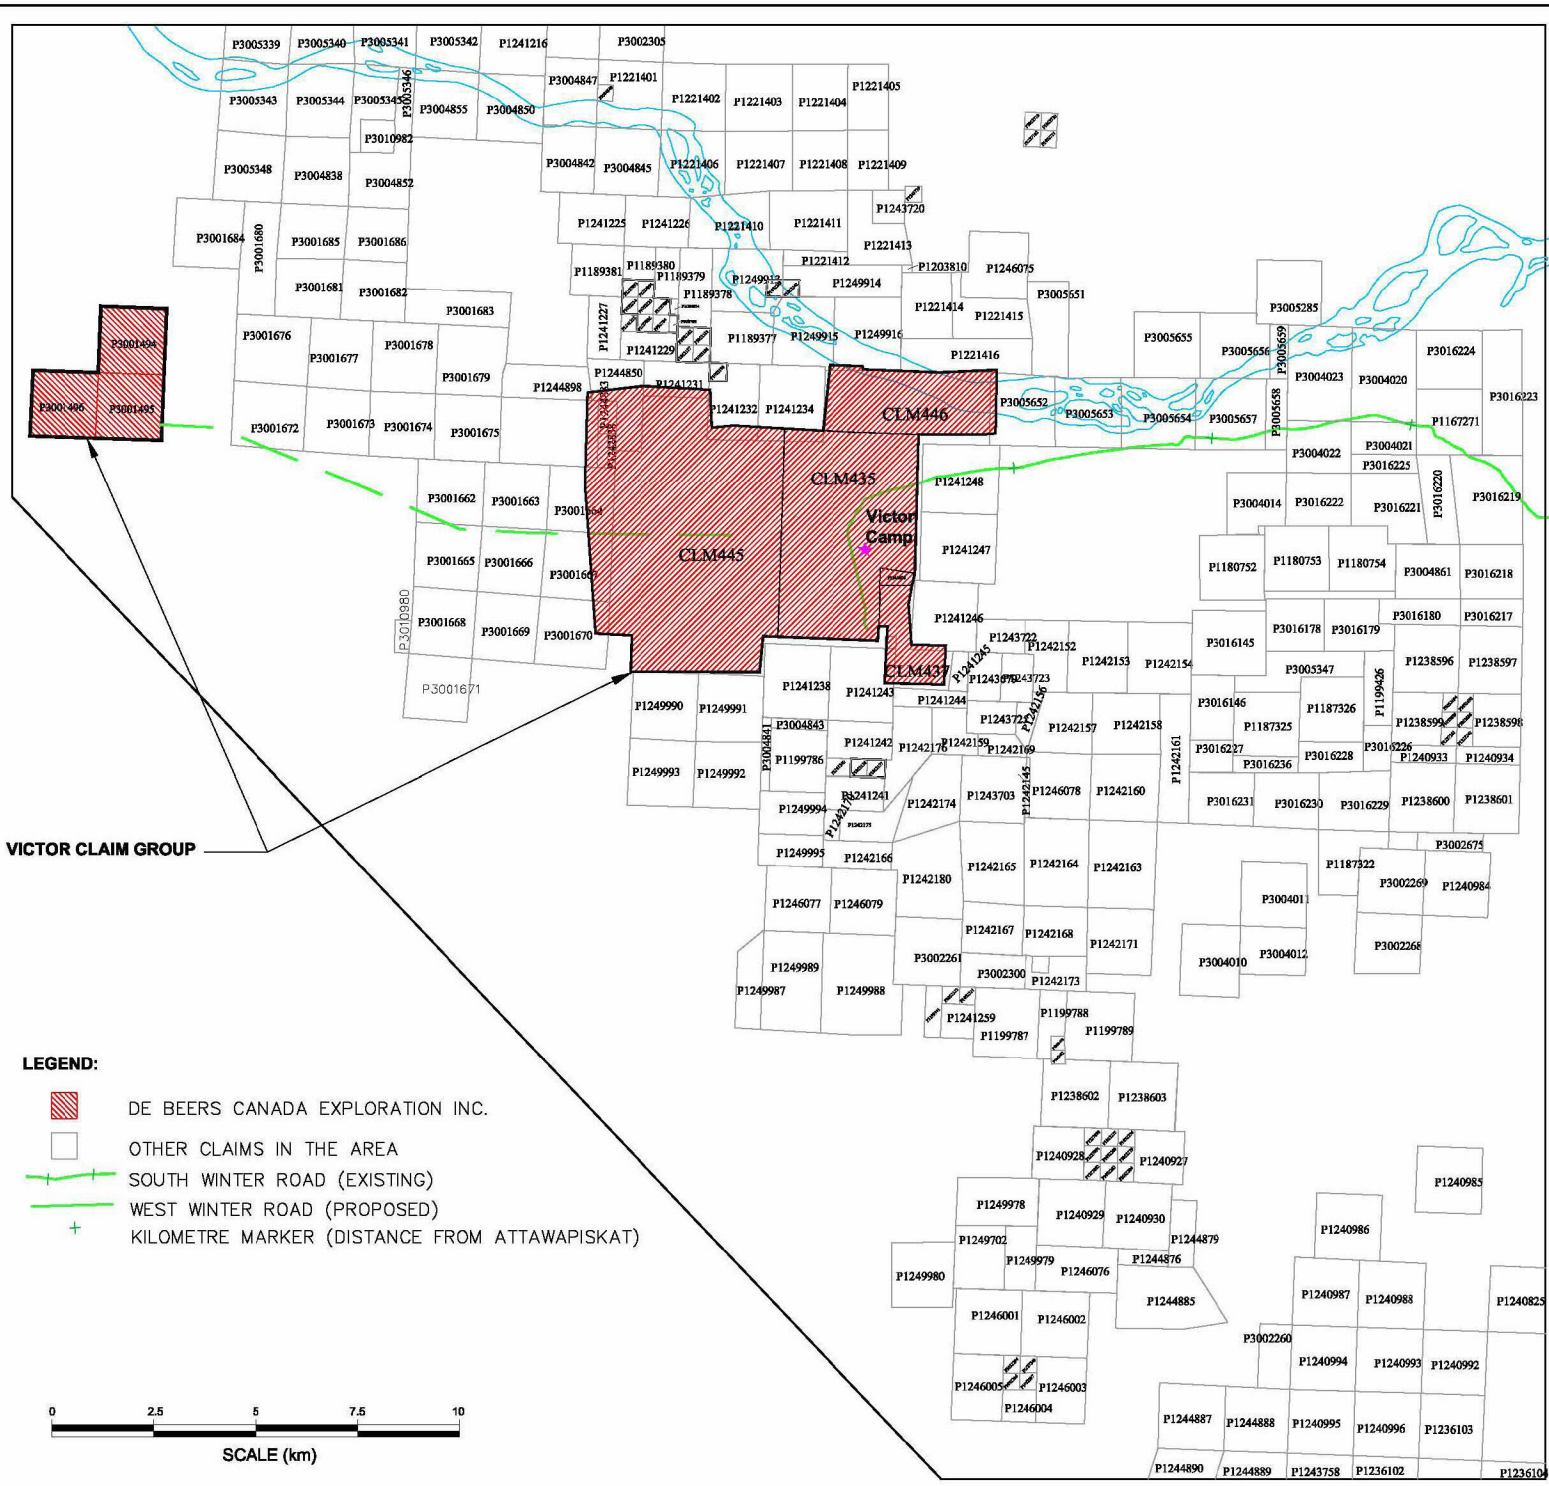 P3005339 P3005340 P3005341 P3005342 P1241216 P3002305
P3004847 P1221401
P3005343 P3005344 P3005345 P3005346 P3004855 P3004850 P1221402 P1221403 P1221404 P1221405
P3010982
P3005348 P3004838 P3004852 P3004842 P3004845 P1221406 P1221407 P1221408 P1221409
P1243720
P3001684 P3001680 P3001685 P3001686 P1241225 P1241226 P1221410 P1221411 P1221413
P1221412 P1203810 P1246075
P3001681 P3001682 P1189381 P1189380 P1189379 P1189378 P1249914 P3005651
P3001683 P1241227 P1221414 P1221415 P3005285
P3001494 P3001676 P3001677 P3001678 P1241229 P1189377 P1249915 P1249916 P1221416 P3005655 P3005656 P3005659 P3016224
P3001679 P1244898 P1244850 P1241231 P3004023 P3004020
P3001496 P3001495 P1241232 P1241234 CLM446 P3005652 P3005653 P3005654 P3005657 P3005658 P3016223
P3001672 P3001673 P3001674 P3001675 P1167271
P3004022 P3004021
P3016225
CLM435
P3001662 P3001663 P1241248 P3004014 P3016222 P3016221 P3016220 P3016219
Victor
Camp
P3001665 P3001666 P3001667 CLM445 P1241247 P1180752 P1180753 P1180754 P3004861 P3016218
P3010980 P3001668 P3001669 P3001670 P1241246 P3016178 P3016179 P3016180 P3016217
P1243722 P1242152 P3016145
P3001671 CLM437 P1241245 P1242153 P1242154 P3005347 P1199426 P1238596 P1238597
P1241238 P1241243 P1241244 P1243723 P1242156
P1249990 P1249991 P3016146 P1187326
P3004843 P1242157 P1242158 P1187325 P1238599 P1238598
P3004841 P1241242 P1242176 P1242159 P1242169 P1242161 P3016227 P3016226
P1249993 P1249992 P1199786 P3016236 P3016228 P1240933 P1240934
P1249994 P1241241 P1242174 P1243703 P1242145 P1246078 P1242160 P3016231 P3016230 P3016229 P1238600 P1238601
P1242175
P1249995 P1242166 P1242165 P1242164 P1242163 P1187322 P3002675
P1242180 P3002269 P1240984
P1246077 P1246079 P3004011
P1242167 P1242168 P1242171 P3002268
P1249989 P3002261 P3002300 P1242173 P3004010 P3004012
P1249987 P1249988
P1241259 P1199787 P1199788 P1199789
P1238602 P1238603
P1240928 P1240927
P1240985
P1249978 P1240929 P1240930 P1240986
P1249702 P1249979 P1244876 P1244879
P1249980 P1246076
P1244885 P1240987 P1240988 P1240825
P1246001 P1246002
P3002260 P1240994 P1240993 P1240992
P1246005 P1246003
P1246004 P1244887 P1244888 P1240995 P1240996 P1236103
P1244890 P1244889 P1243758 P1236102 P1236104
VICTOR CLAIM GROUP
LEGEND:
DE BEERS CANADA EXPLORATION INC.
OTHER CLAIMS IN THE AREA
SOUTH WINTER ROAD (EXISTING)
WEST WINTER ROAD (PROPOSED)
KILOMETRE MARKER (DISTANCE FROM ATTAWAPISKAT)
0 2.5 5 7.5 10
SCALE (km)